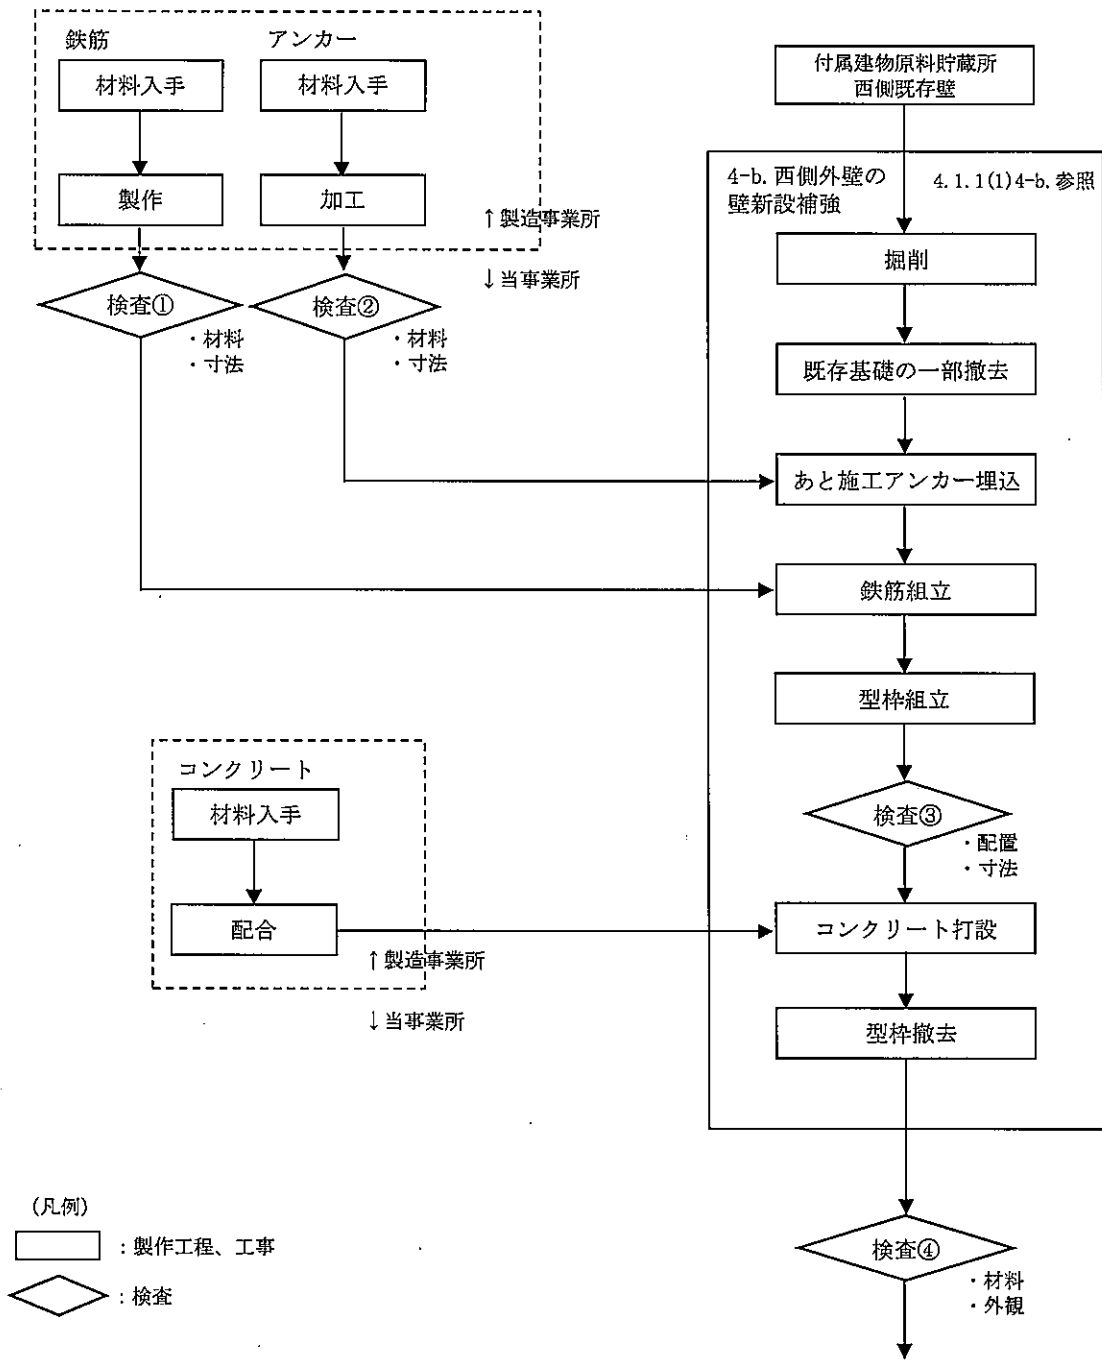 鉄筋
アンカー
材料入手
材料入手
製作
加工
↑製造事業所
↓当事業所
検査①
・材料
・寸法
検査②
・材料
・寸法
付属建物原料貯蔵所
西側既存壁
4-b. 西側外壁の
壁新設補強
4.1.1(1)4-b. 参照
掘削
既存基礎の一部撤去
あと施工アンカー埋込
鉄筋組立
型枠組立
検査③
・配置
・寸法
コンクリート
材料入手
配合
↑製造事業所
↓当事業所
コンクリート打設
型枠撤去
検査④
・材料
・外観
(凡例)
:製作工程、工事
:検査